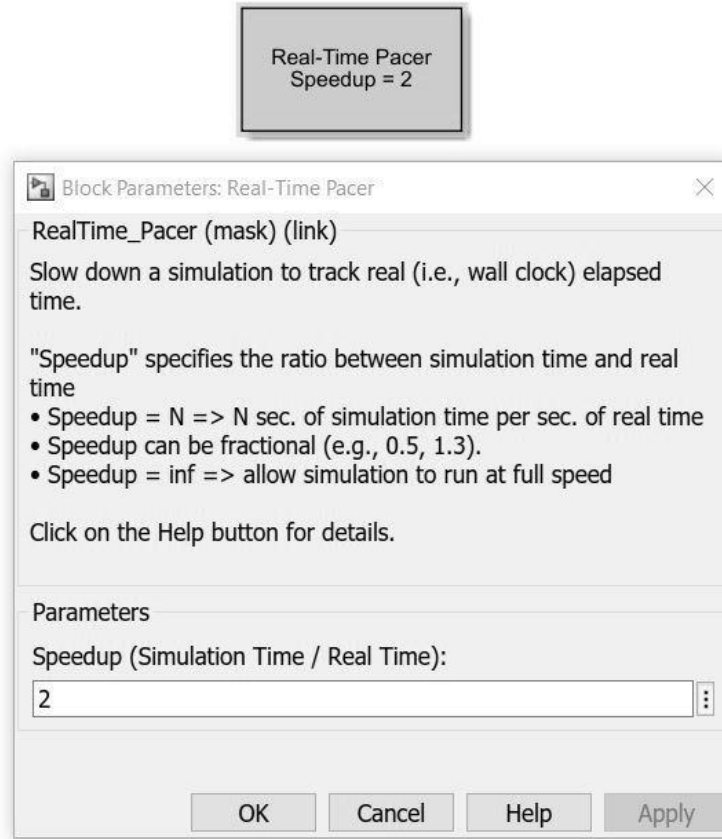 Real-Time Pacer
Speedup = 2
Block Parameters: Real-Time Pacer
RealTime_Pacer (mask) (link)
Slow down a simulation to track real (i.e., wall clock) elapsed
time.
"Speedup" specifies the ratio between simulation time and real
time
• Speedup = N => N sec. of simulation time per sec. of real time
• Speedup can be fractional (e.g., 0.5, 1.3).
• Speedup = inf => allow simulation to run at full speed
Click on the Help button for details.
Parameters
Speedup (Simulation Time / Real Time):
2
OK Cancel Help Apply